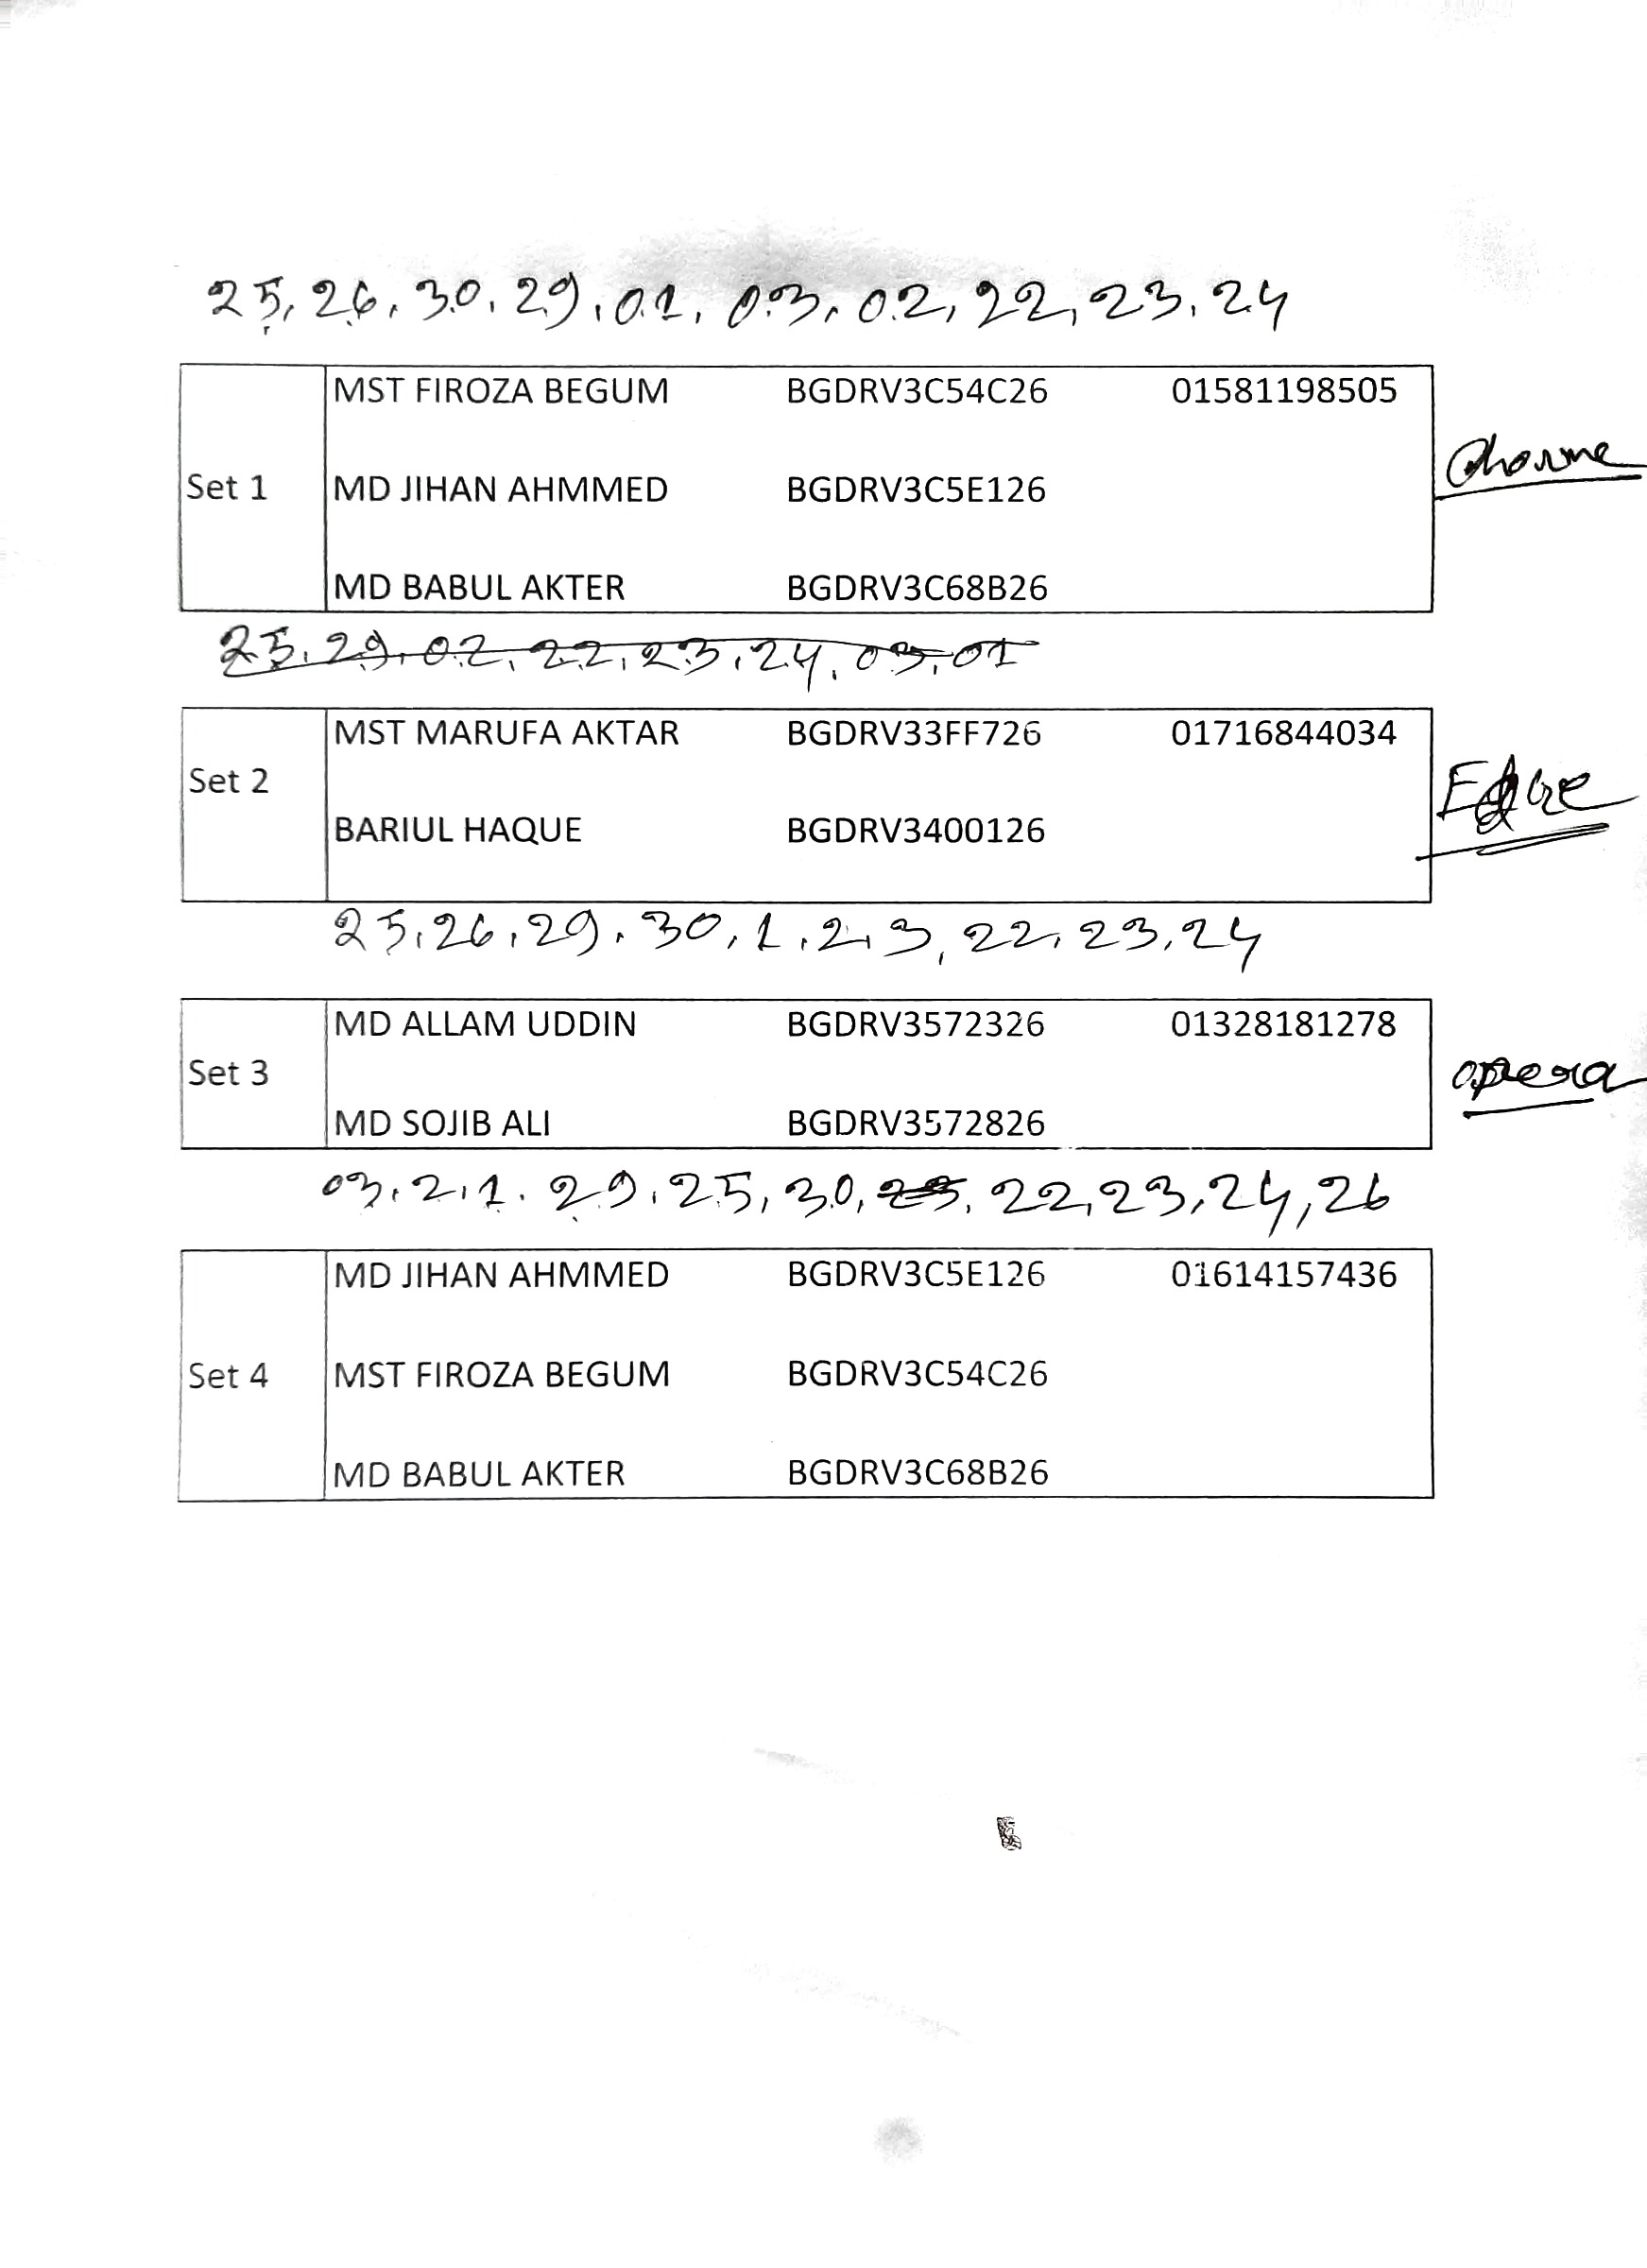 25, 26, 30, 29, 01, 03, 02, 22, 23, 24
MST FIROZA BEGUM BGDRV3C54C26 01581198505
Set 1 MD JIHAN AHMMED BGDRV3C5E126
MD BABUL AKTER BGDRV3C68B26
25, 29, 02, 22, 23, 24, 03, 01
MST MARUFA AKTAR BGDRV33FF726 01716844034
Set 2
BARIUL HAQUE BGDRV3400126
25, 26, 29, 30, 1, 2, 3, 22, 23, 24
MD ALLAM UDDIN BGDRV3572326 01328181278
Set 3 opera
MD SOJIB ALI BGDRV3572826
03, 2, 1, 29, 25, 30, 22, 23, 24, 26
MD JIHAN AHMMED BGDRV3C5E126 01614157436
Set 4 MST FIROZA BEGUM BGDRV3C54C26
MD BABUL AKTER BGDRV3C68B26